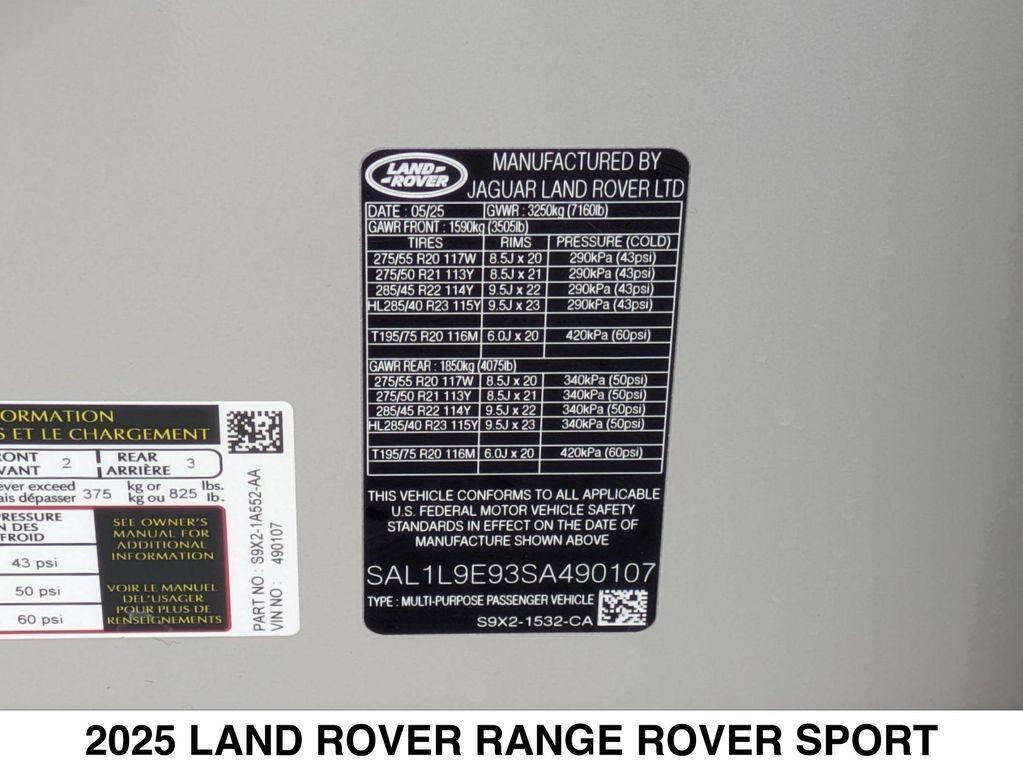 LAND-
-ROVER
MANUFACTURED BY
JAGUAR LAND ROVER LTD
DATE : 05/25 GVWR : 3250kg (7160lb)
GAWR FRONT : 1590kg (3505lb)
TIRES RIMS PRESSURE (COLD)
275/55 R20 117W 8.5J x 20 290kPa (43psi)
275/50 R21 113Y 8.5J x 21 290kPa (43psi)
285/45 R22 114Y 9.5J x 22 290kPa (43psi)
HL285/40 R23 115Y 9.5J x 23 290kPa (43psi)
T195/75 R20 116M 6.0J x 20 420kPa (60psi)
GAWR REAR : 1850kg (4075lb)
275/55 R20 117W 8.5J x 20 340kPa (50psi)
275/50 R21 113Y 8.5J x 21 340kPa (50psi)
285/45 R22 114Y 9.5J x 22 340kPa (50psi)
HL285/40 R23 115Y 9.5J x 23 340kPa (50psi)
T195/75 R20 116M 6.0J x 20 420kPa (60psi)
THIS VEHICLE CONFORMS TO ALL APPLICABLE
U.S. FEDERAL MOTOR VEHICLE SAFETY
STANDARDS IN EFFECT ON THE DATE OF
MANUFACTURE SHOWN ABOVE
SAL1L9E93SA490107
TYPE : MULTI-PURPOSE PASSENGER VEHICLE
S9X2-1532-CA
ORMATION
S ET LE CHARGEMENT
RONT 2 REAR 3
VANT ARRIÈRE
ever exceed 375 kg or 825 lbs.
ais dépasser kg ou lb.
RESSURE
N DES
FROID
43 psi
50 psi
60 psi
SEE OWNER'S
MANUAL FOR
ADDITIONAL
INFORMATION
VOIR LE MANUEL
DE L'USAGER
POUR PLUS DE
RENSEIGNEMENTS
PART NO : S9X2-1A552-AA
VIN NO : 490107
2025 LAND ROVER RANGE ROVER SPORT